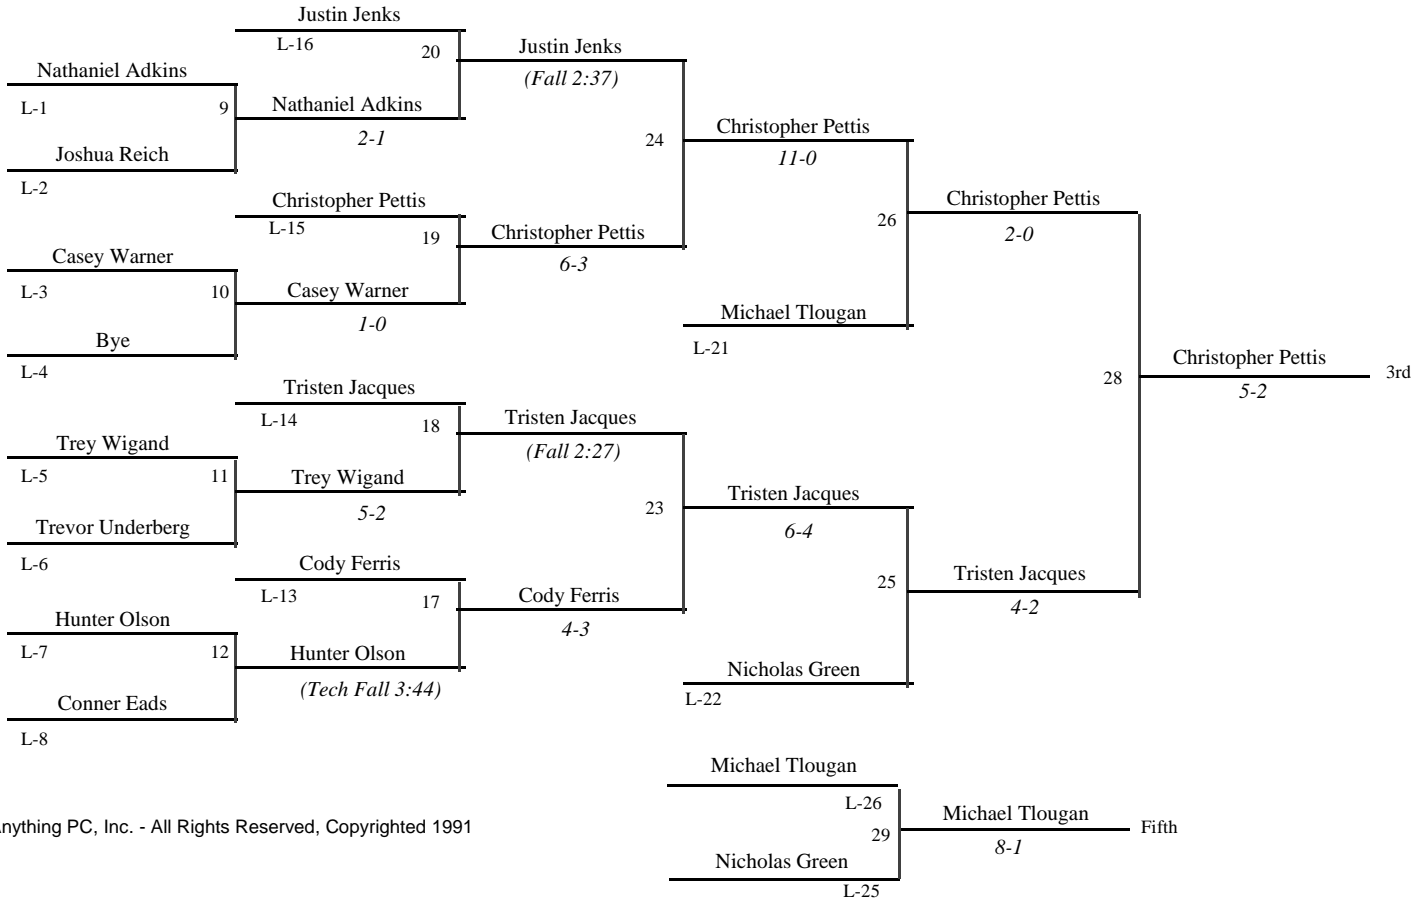 Justin Jenks
L-16
20
Justin Jenks
(Fall 2:37)
Nathaniel Adkins
L-1
9
Nathaniel Adkins
2-1
Joshua Reich
L-2
24
Christopher Pettis
11-0
Christopher Pettis
L-15
19
Christopher Pettis
6-3
Casey Warner
L-3
10
Casey Warner
1-0
Bye
L-4
26
Christopher Pettis
2-0
Michael Tlougan
L-21
28
Christopher Pettis
5-2
3rd
Tristen Jacques
L-14
18
Tristen Jacques
(Fall 2:27)
Trey Wigand
L-5
11
Trey Wigand
5-2
Trevor Underberg
L-6
23
Tristen Jacques
6-4
Cody Ferris
L-13
17
Cody Ferris
4-3
Hunter Olson
L-7
12
Hunter Olson
(Tech Fall 3:44)
Conner Eads
L-8
25
Tristen Jacques
4-2
Nicholas Green
L-22
Michael Tlougan
L-26
29
Michael Tlougan
8-1
Fifth
Nicholas Green
L-25
nything PC, Inc. - All Rights Reserved, Copyrighted 1991